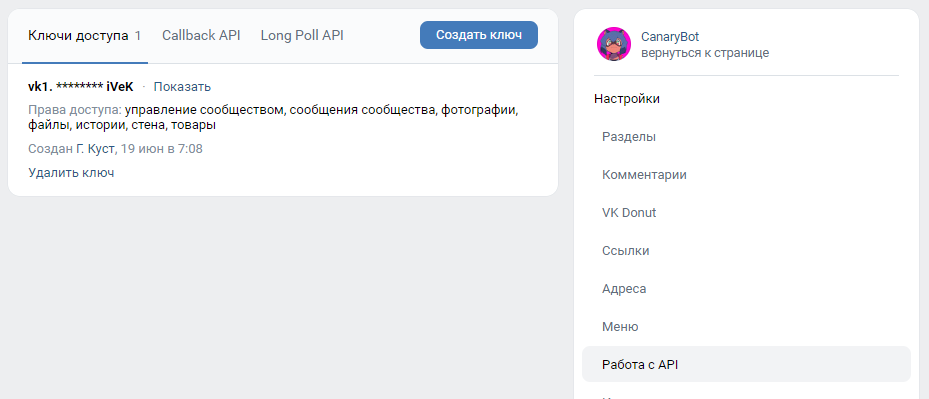 Ключи доступа 1 Callback API Long Poll API Создать ключ
vk1. ******** iVeK · Показать
Права доступа: управление сообществом, сообщения сообщества, фотографии,
файлы, истории, стена, товары
Создан Г. Куст, 19 июн в 7:08
Удалить ключ
CanaryBot
вернуться к странице
Настройки
Разделы
Комментарии
VK Donut
Ссылки
Адреса
Меню
Работа с API